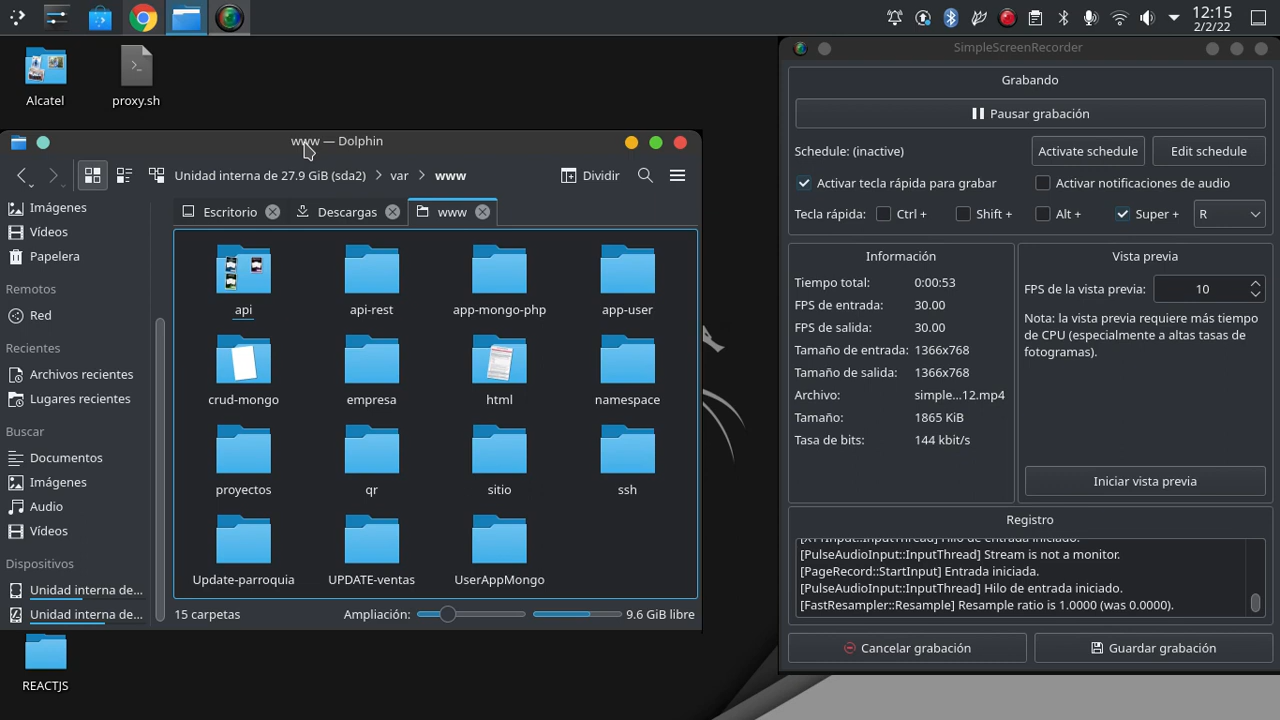 12:15
2/2/22
Alcatel
proxy.sh
REACTJS
www — Dolphin
Unidad interna de 27.9 GiB (sda2) > var > www
Dividir
Escritorio
Descargas
www
Imágenes
Vídeos
Papelera
Remotos
Red
Recientes
Archivos recientes
Lugares recientes
Buscar
Documentos
Imágenes
Audio
Vídeos
Dispositivos
Unidad interna de...
Unidad interna de...
api
api-rest
app-mongo-php
app-user
crud-mongo
empresa
html
namespace
proyectos
qr
sitio
ssh
Update-parroquia
UPDATE-ventas
UserAppMongo
15 carpetas
Ampliación:
9.6 GiB libre
SimpleScreenRecorder
Grabando
Pausar grabación
Schedule: (inactive)
Activate schedule
Edit schedule
Activar tecla rápida para grabar
Activar notificaciones de audio
Tecla rápida:
Ctrl +
Shift +
Alt +
Super +
R
Información
Tiempo total: 0:00:53
FPS de entrada: 30.00
FPS de salida: 30.00
Tamaño de entrada: 1366x768
Tamaño de salida: 1366x768
Archivo: simple...12.mp4
Tamaño: 1865 KiB
Tasa de bits: 144 kbit/s
Vista previa
FPS de la vista previa: 10
Nota: la vista previa requiere más tiempo
de CPU (especialmente a altas tasas de
fotogramas).
Iniciar vista previa
Registro
[X11Input::InputThread] Hilo de entrada iniciado.
[PulseAudioInput::InputThread] Stream is not a monitor.
[PageRecord::StartInput] Entrada iniciada.
[PulseAudioInput::InputThread] Hilo de entrada iniciado.
[FastResampler::Resample] Resample ratio is 1.0000 (was 0.0000).
Cancelar grabación
Guardar grabación